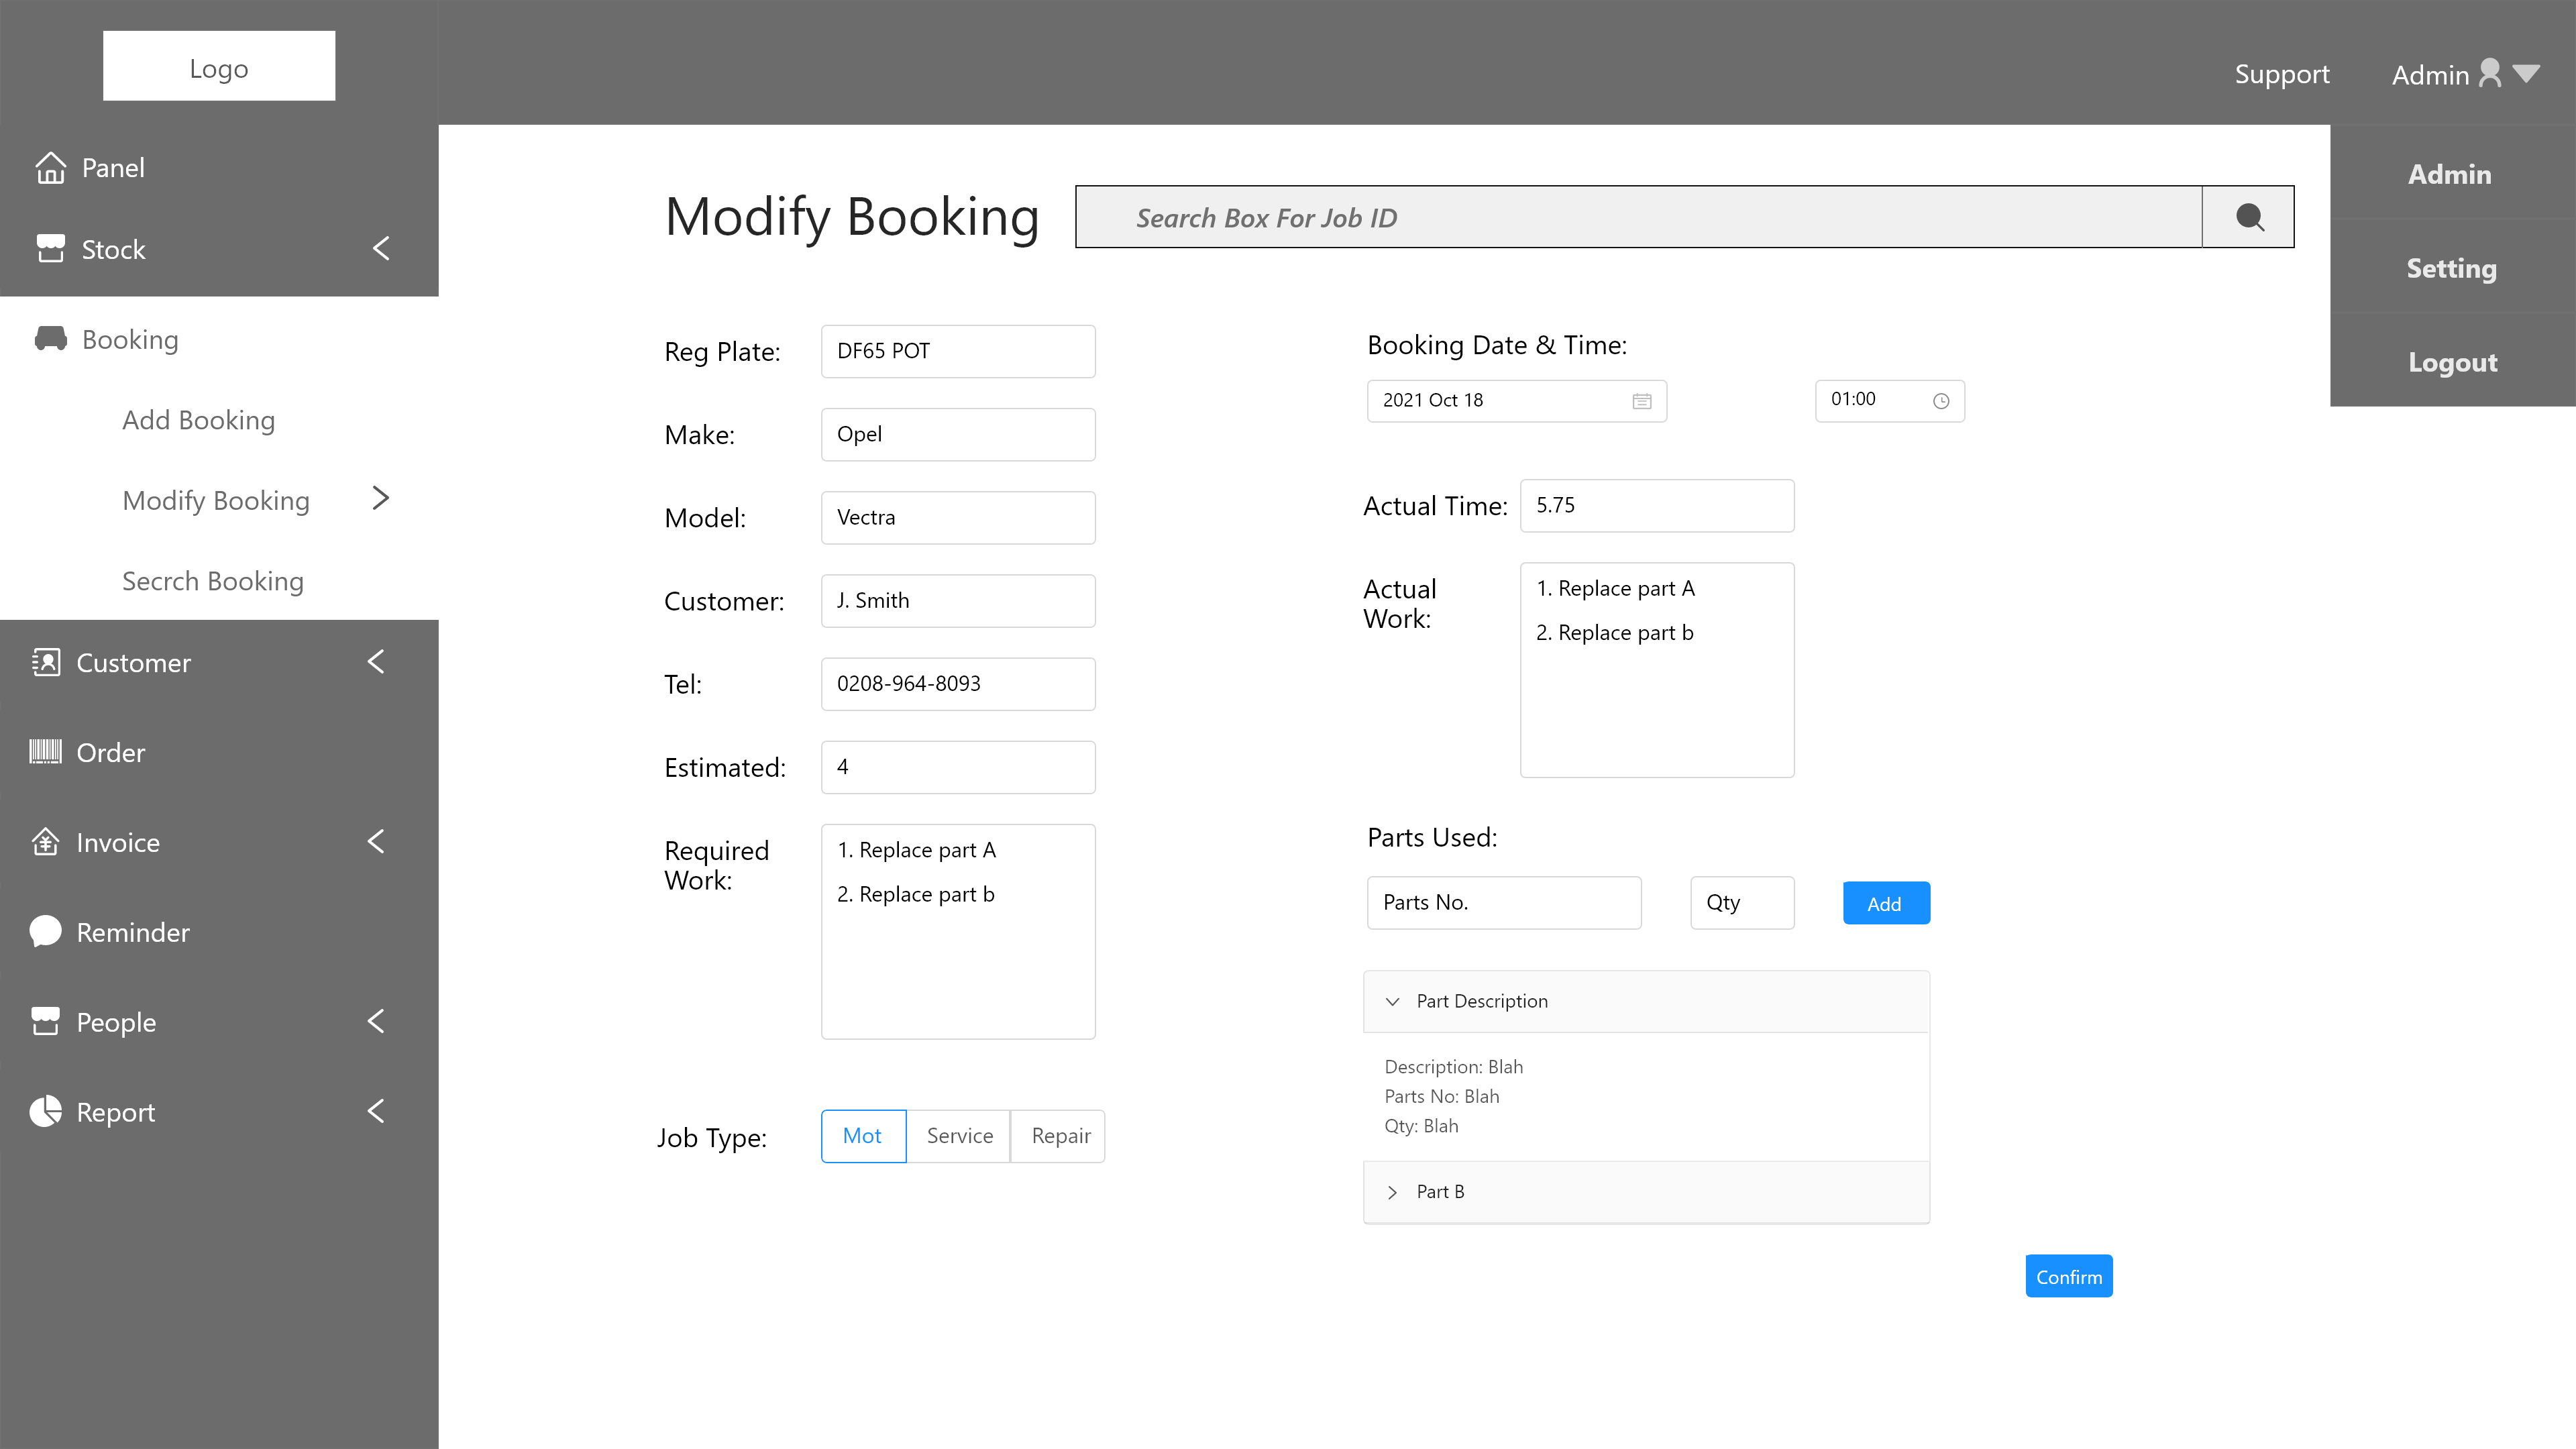 Logo
Support
Admin
Panel
Stock
Booking
Add Booking
Modify Booking
Secrch Booking
Customer
Order
Invoice
Reminder
People
Report
Admin
Setting
Logout
Modify Booking
Search Box For Job ID
Reg Plate:
DF65 POT
Make:
Opel
Model:
Vectra
Customer:
J. Smith
Tel:
0208-964-8093
Estimated:
4
Required
Work:
1. Replace part A
2. Replace part b
Job Type:
Mot
Service
Repair
Booking Date & Time:
2021 Oct 18
01:00
Actual Time:
5.75
Actual
Work:
1. Replace part A
2. Replace part b
Parts Used:
Parts No.
Qty
Add
Part Description
Description: Blah
Parts No: Blah
Qty: Blah
Part B
Confirm